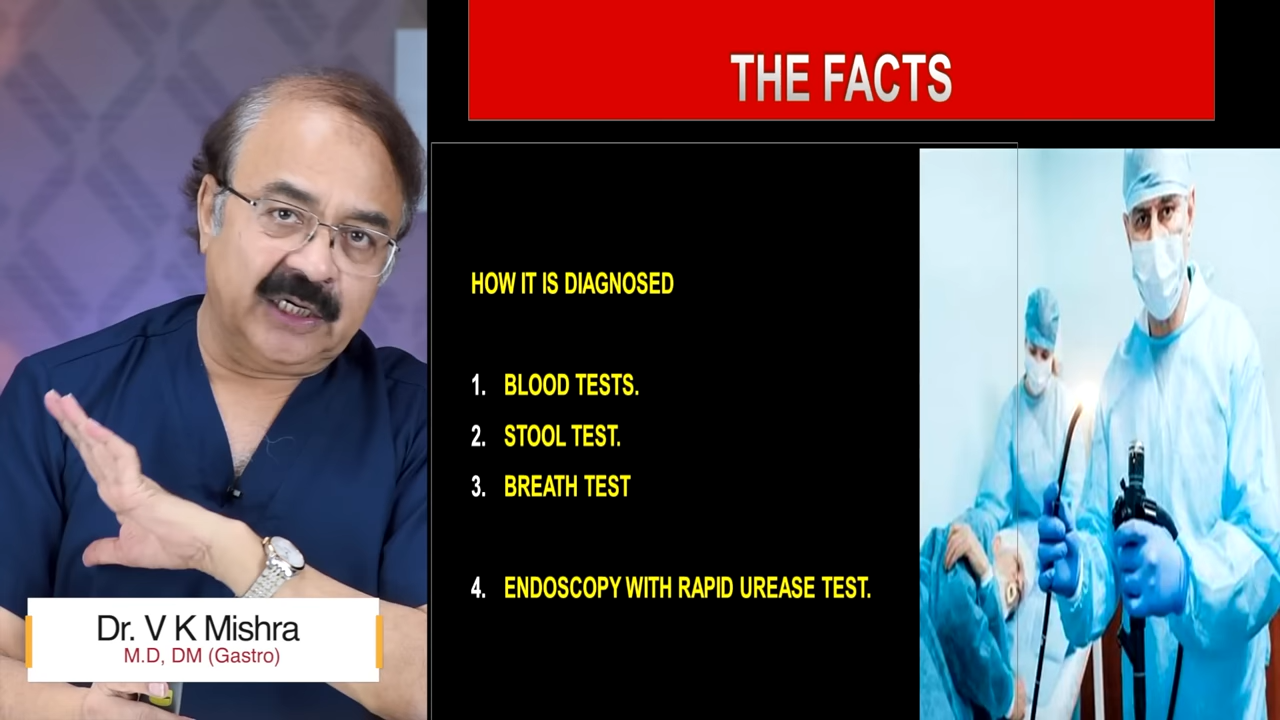 THE FACTS
HOW IT IS DIAGNOSED
1. BLOOD TESTS.
2. STOOL TEST.
3. BREATH TEST
4. ENDOSCOPY WITH RAPID UREASE TEST.
Dr. V K Mishra
M.D, DM (Gastro)